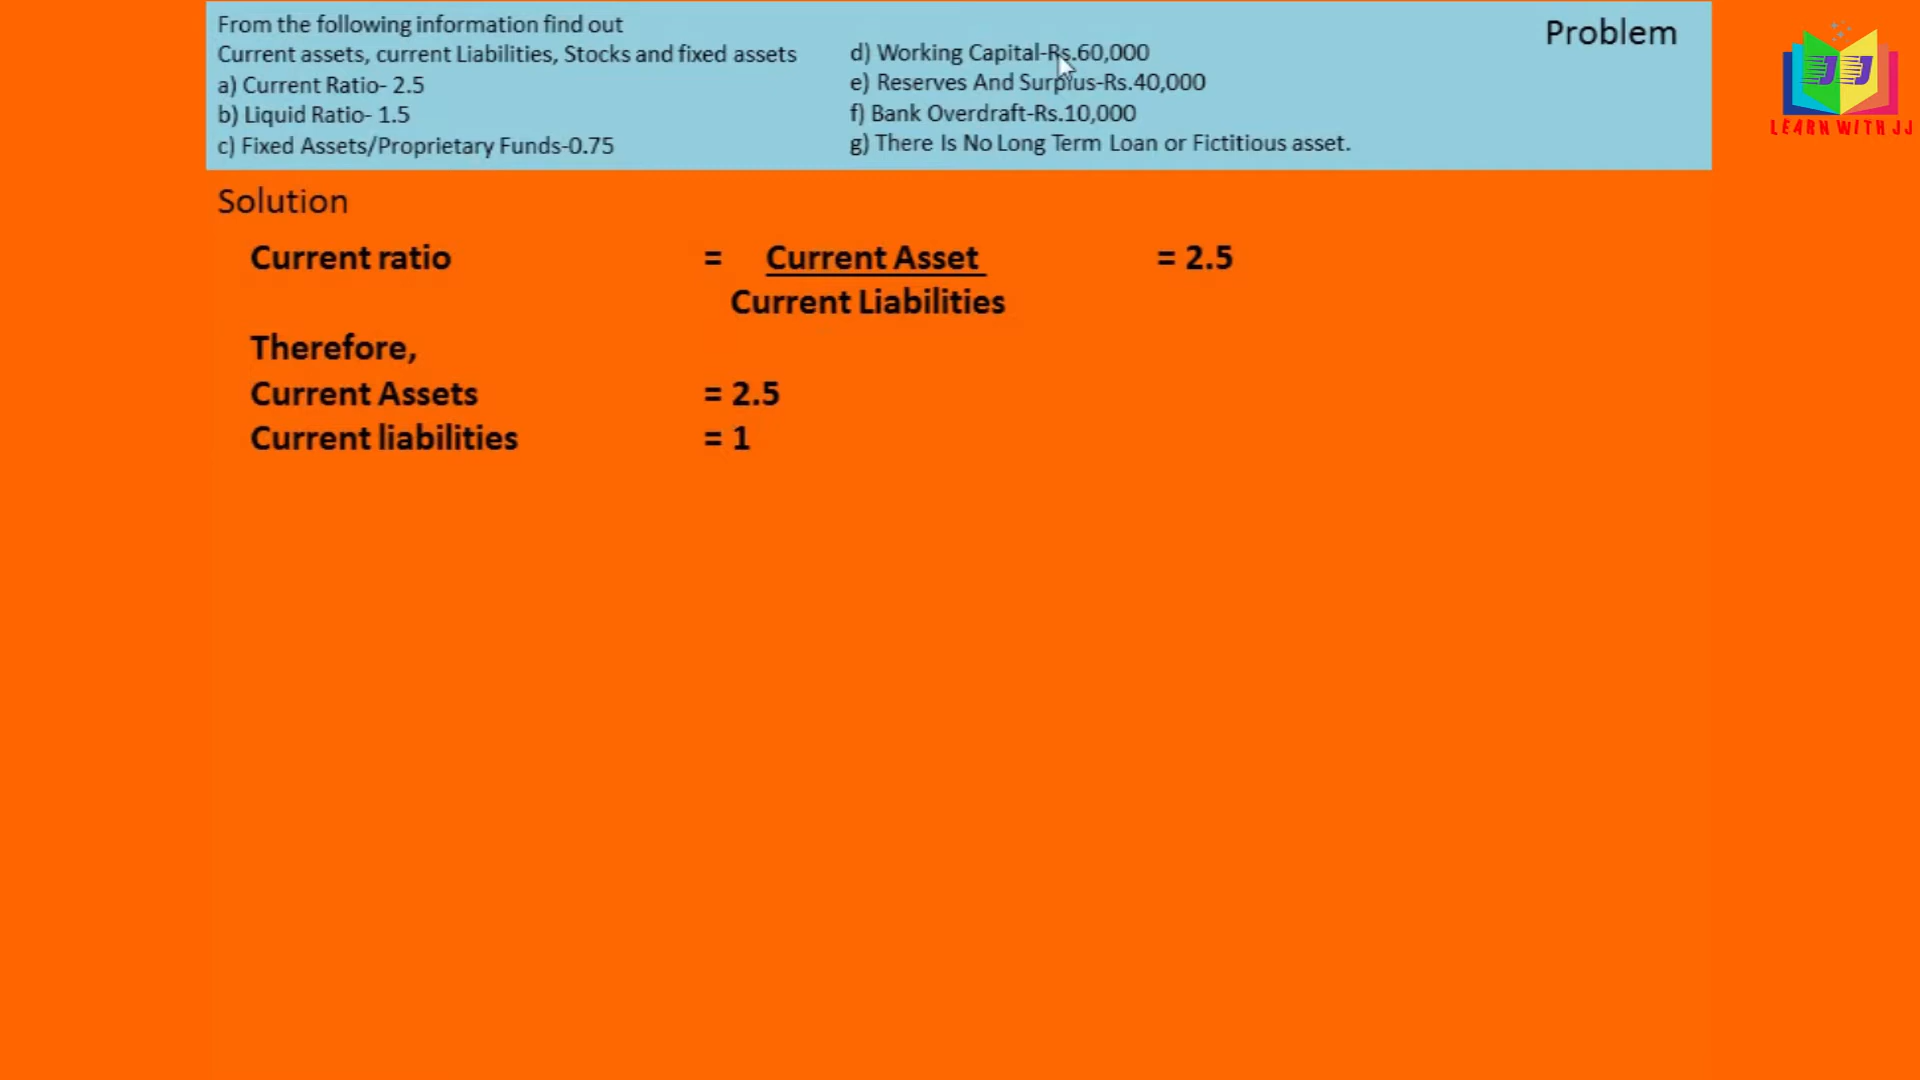 From the following information find out
Current assets, current Liabilities, Stocks and fixed assets
a) Current Ratio- 2.5
b) Liquid Ratio- 1.5
c) Fixed Assets/Proprietary Funds-0.75
d) Working Capital-Rs.60,000
e) Reserves And Surplus-Rs.40,000
f) Bank Overdraft-Rs.10,000
g) There Is No Long Term Loan or Fictitious asset.
Problem
JJ
LEARN WITH JJ
Solution
Current ratio = Current Asset = 2.5
Current Liabilities
Therefore,
Current Assets = 2.5
Current liabilities = 1